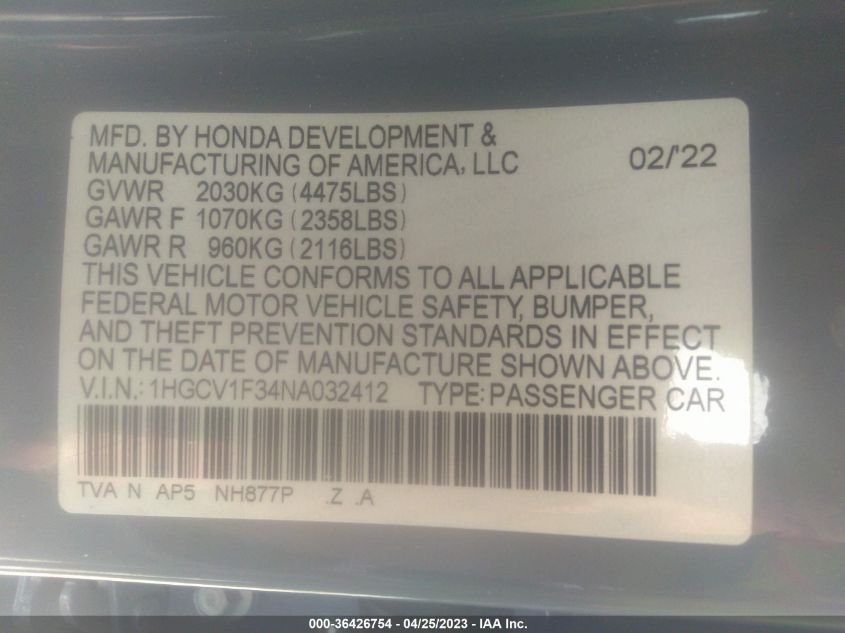 MFD. BY HONDA DEVELOPMENT &
MANUFACTURING OF AMERICA, LLC 02/'22
GVWR 2030KG (4475LBS)
GAWR F 1070KG (2358LBS)
GAWR R 960KG (2116LBS)
THIS VEHICLE CONFORMS TO ALL APPLICABLE
FEDERAL MOTOR VEHICLE SAFETY, BUMPER,
AND THEFT PREVENTION STANDARDS IN EFFECT
ON THE DATE OF MANUFACTURE SHOWN ABOVE.
V.I.N.: 1HGCV1F34NA032412 TYPE: PASSENGER CAR
TVA N AP5 NH877P .Z .A
000-36426754 - 04/25/2023 - IAA Inc.